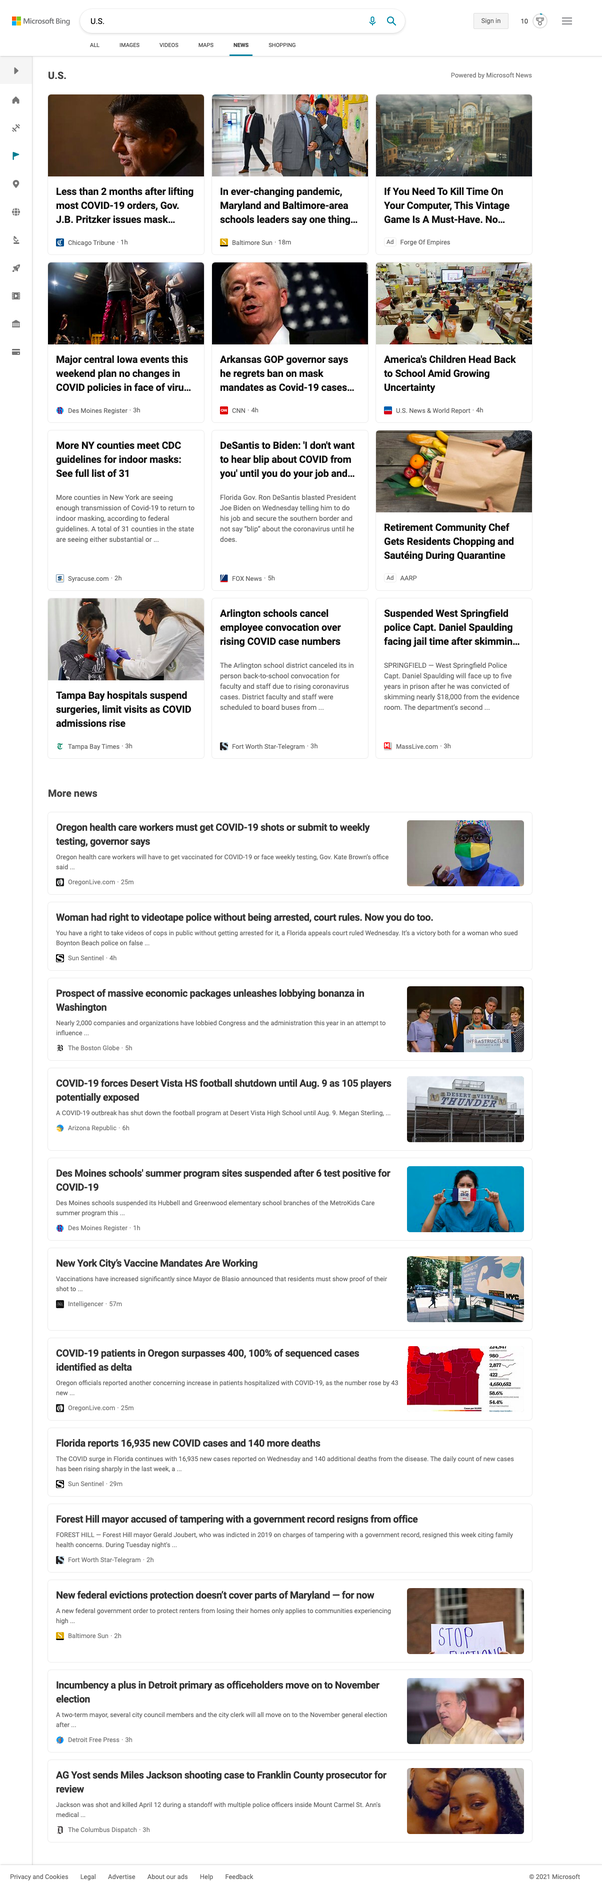 Microsoft Bing
U.S.
Sign in
10
ALL IMAGES VIDEOS MAPS NEWS SHOPPING
U.S.
Powered by Microsoft News
Less than 2 months after lifting
most COVID-19 orders, Gov.
J.B. Pritzker issues mask...
Chicago Tribune · 1h
In ever-changing pandemic,
Maryland and Baltimore-area
schools leaders say one thing...
Baltimore Sun · 18m
If You Need To Kill Time On
Your Computer, This Vintage
Game Is A Must-Have. No...
Ad Forge Of Empires
Major central Iowa events this
weekend plan no changes in
COVID policies in face of viru...
Des Moines Register · 3h
Arkansas GOP governor says
he regrets ban on mask
mandates as Covid-19 cases...
CNN · 4h
America's Children Head Back
to School Amid Growing
Uncertainty
U.S. News & World Report · 4h
More NY counties meet CDC
guidelines for indoor masks:
See full list of 31
More counties in New York are seeing
enough transmission of Covid-19 to return to
indoor masking, according to federal
guidelines. A total of 31 counties in the state
are seeing either substantial or ...
Syracuse.com · 2h
DeSantis to Biden: 'I don't want
to hear blip about COVID from
you' until you do your job and...
Florida Gov. Ron DeSantis blasted President
Joe Biden on Wednesday telling him to do
his job and secure the southern border and
not say "blip" about the coronavirus until he
does.
FOX News · 5h
Retirement Community Chef
Gets Residents Chopping and
Sautéing During Quarantine
Ad AARP
Tampa Bay hospitals suspend
surgeries, limit visits as COVID
admissions rise
Tampa Bay Times · 3h
Arlington schools cancel
employee convocation over
rising COVID case numbers
The Arlington school district canceled its in
person back-to-school convocation for
faculty and staff due to rising coronavirus
cases. District faculty and staff were
scheduled to board buses from ...
Fort Worth Star-Telegram · 3h
Suspended West Springfield
police Capt. Daniel Spaulding
facing jail time after skimmin...
SPRINGFIELD — West Springfield Police
Capt. Daniel Spaulding will face up to five
years in prison after he was convicted of
skimming nearly $18,000 from the evidence
room. The department's second ...
MassLive.com · 3h
More news
Oregon health care workers must get COVID-19 shots or submit to weekly
testing, governor says
Oregon health care workers will have to get vaccinated for COVID-19 or face weekly testing, Gov. Kate Brown's office
said ...
OregonLive.com · 25m
Woman had right to videotape police without being arrested, court rules. Now you do too.
You have a right to take videos of cops in public without getting arrested for it, a Florida appeals court ruled Wednesday. It's a victory both for a woman who sued
Boynton Beach police on false ...
Sun Sentinel · 4h
Prospect of massive economic packages unleashes lobbying bonanza in
Washington
Nearly 2,000 companies and organizations have lobbied Congress and the administration this year in an attempt to
influence ...
The Boston Globe · 5h
INFRASTRUCTURE
COVID-19 forces Desert Vista HS football shutdown until Aug. 9 as 105 players
potentially exposed
A COVID-19 outbreak has shut down the football program at Desert Vista High School until Aug. 9. Megan Sterling, ...
Arizona Republic · 6h
DESERT VISTA
THUNDER
Des Moines schools' summer program sites suspended after 6 test positive for
COVID-19
Des Moines schools suspended its Hubbell and Greenwood elementary school branches of the MetroKids Care
summer program this ...
Des Moines Register · 1h
New York City's Vaccine Mandates Are Working
Vaccinations have increased significantly since Mayor de Blasio announced that residents must show proof of their
shot to ...
Intelligencer · 57m
NYC
COVID-19 patients in Oregon surpasses 400, 100% of sequenced cases
identified as delta
Oregon officials reported another concerning increase in patients hospitalized with COVID-19, as the number rose by 43
new ...
OregonLive.com · 25m
980
2,877
422
4,650,652
58.6%
54.4%
Florida reports 16,935 new COVID cases and 140 more deaths
The COVID surge in Florida continues with 16,935 new cases reported on Wednesday and 140 additional deaths from the disease. The daily count of new cases
has been rising sharply in the last week, a ...
Sun Sentinel · 29m
Forest Hill mayor accused of tampering with a government record resigns from office
FOREST HILL — Forest Hill mayor Gerald Joubert, who was indicted in 2019 on charges of tampering with a government record, resigned this week citing family
health concerns. During Tuesday night's ...
Fort Worth Star-Telegram · 2h
New federal evictions protection doesn't cover parts of Maryland — for now
A new federal government order to protect renters from losing their homes only applies to communities experiencing
high ...
Baltimore Sun · 2h
STOP
EVICTIONS
Incumbency a plus in Detroit primary as officeholders move on to November
election
A two-term mayor, several city council members and the city clerk will all move on to the November general election
after ...
Detroit Free Press · 3h
AG Yost sends Miles Jackson shooting case to Franklin County prosecutor for
review
Jackson was shot and killed April 12 during a standoff with multiple police officers inside Mount Carmel St. Ann's
medical ...
The Columbus Dispatch · 3h
Privacy and Cookies Legal Advertise About our ads Help Feedback
© 2021 Microsoft